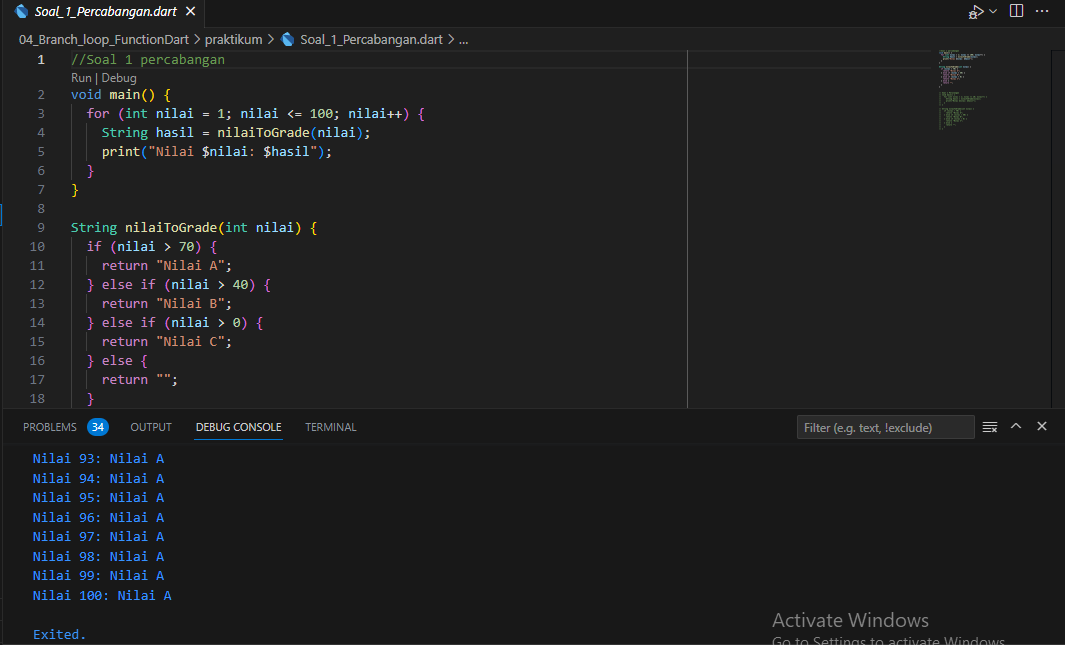 Soal_1_Percabangan.dart
04_Branch_loop_FunctionDart > praktikum > Soal_1_Percabangan.dart > ...
1 //Soal 1 percabangan
Run | Debug
2 void main() {
3 for (int nilai = 1; nilai <= 100; nilai++) {
4 String hasil = nilaiToGrade(nilai);
5 print("Nilai $nilai: $hasil");
6 }
7 }
8
9 String nilaiToGrade(int nilai) {
10 if (nilai > 70) {
11 return "Nilai A";
12 } else if (nilai > 40) {
13 return "Nilai B";
14 } else if (nilai > 0) {
15 return "Nilai C";
16 } else {
17 return "";
18 }
PROBLEMS 34 OUTPUT DEBUG CONSOLE TERMINAL Filter (e.g. text, !exclude)
Nilai 93: Nilai A
Nilai 94: Nilai A
Nilai 95: Nilai A
Nilai 96: Nilai A
Nilai 97: Nilai A
Nilai 98: Nilai A
Nilai 99: Nilai A
Nilai 100: Nilai A
Exited.
Activate Windows
Go to Settings to activate Windows.